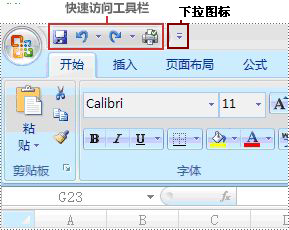 快速访问工具栏 下拉图标
开始 插入 页面布局 公式
Calibri 11 A
粘贴
B I U A
剪贴板 字体
G23 fx
A B C